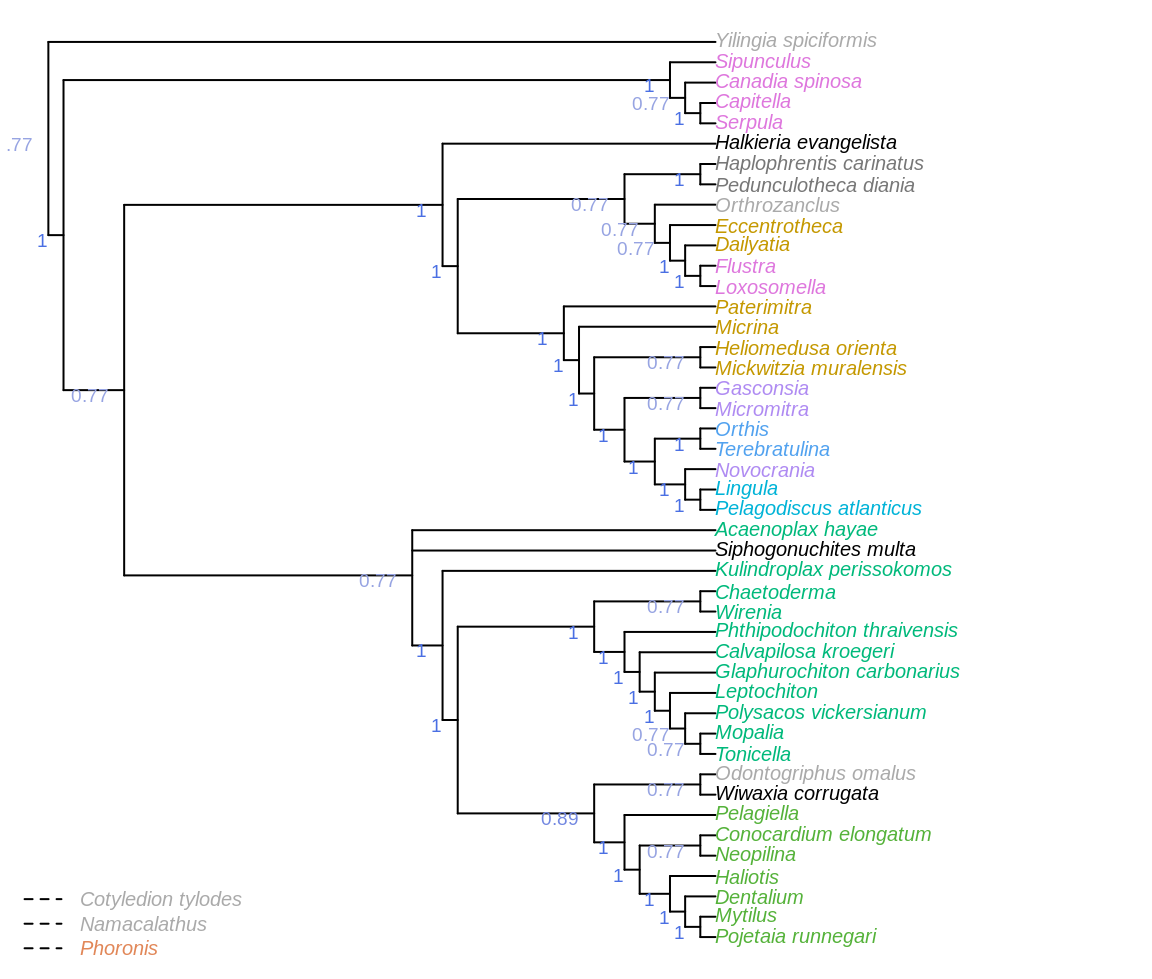 Yilingia spiciformis
Sipunculus
1
Canadia spinosa
0.77
Capitella
1
Serpula
.77
Halkieria evangelista
Haplophrentis carinatus
1
Pedunculotheca diania
0.77
Orthrozanclus
1
0.77
Eccentrotheca
1
0.77
Dailyatia
1
1
Flustra
1
Loxosomella
Paterimitra
1
Micrina
1
Heliomedusa orienta
0.77
Mickwitzia muralensis
0.77
1
Gasconsia
0.77
Micromitra
1
Orthis
1
Terebratulina
1
Novocrania
1
Lingula
1
Pelagodiscus atlanticus
Acaenoplax hayae
Siphogonuchites multa
0.77
Kulindroplax perissokomos
Chaetoderma
0.77
Wirenia
1
Phthipodochiton thraivensis
1
1
Calvapilosa kroegeri
1
Glaphurochiton carbonarius
1
Leptochiton
1
Polysacos vickersianum
1
0.77
Mopalia
0.77
Tonicella
Odontogriphus omalus
0.77
Wiwaxia corrugata
0.89
Pelagiella
1
Conocardium elongatum
0.77
Neopilina
1
Haliotis
1
Dentalium
1
Mytilus
1
Pojetaia runnegari
Cotyledion tylodes
Namacalathus
Phoronis